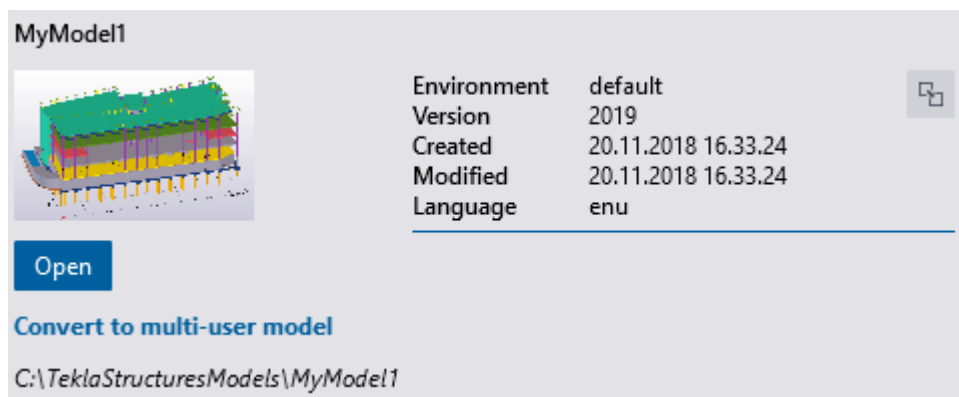 MyModel1
Environment default
Version 2019
Created 20.11.2018 16.33.24
Modified 20.11.2018 16.33.24
Language enu
Open
Convert to multi-user model
C:\TeklaStructuresModels\MyModel1